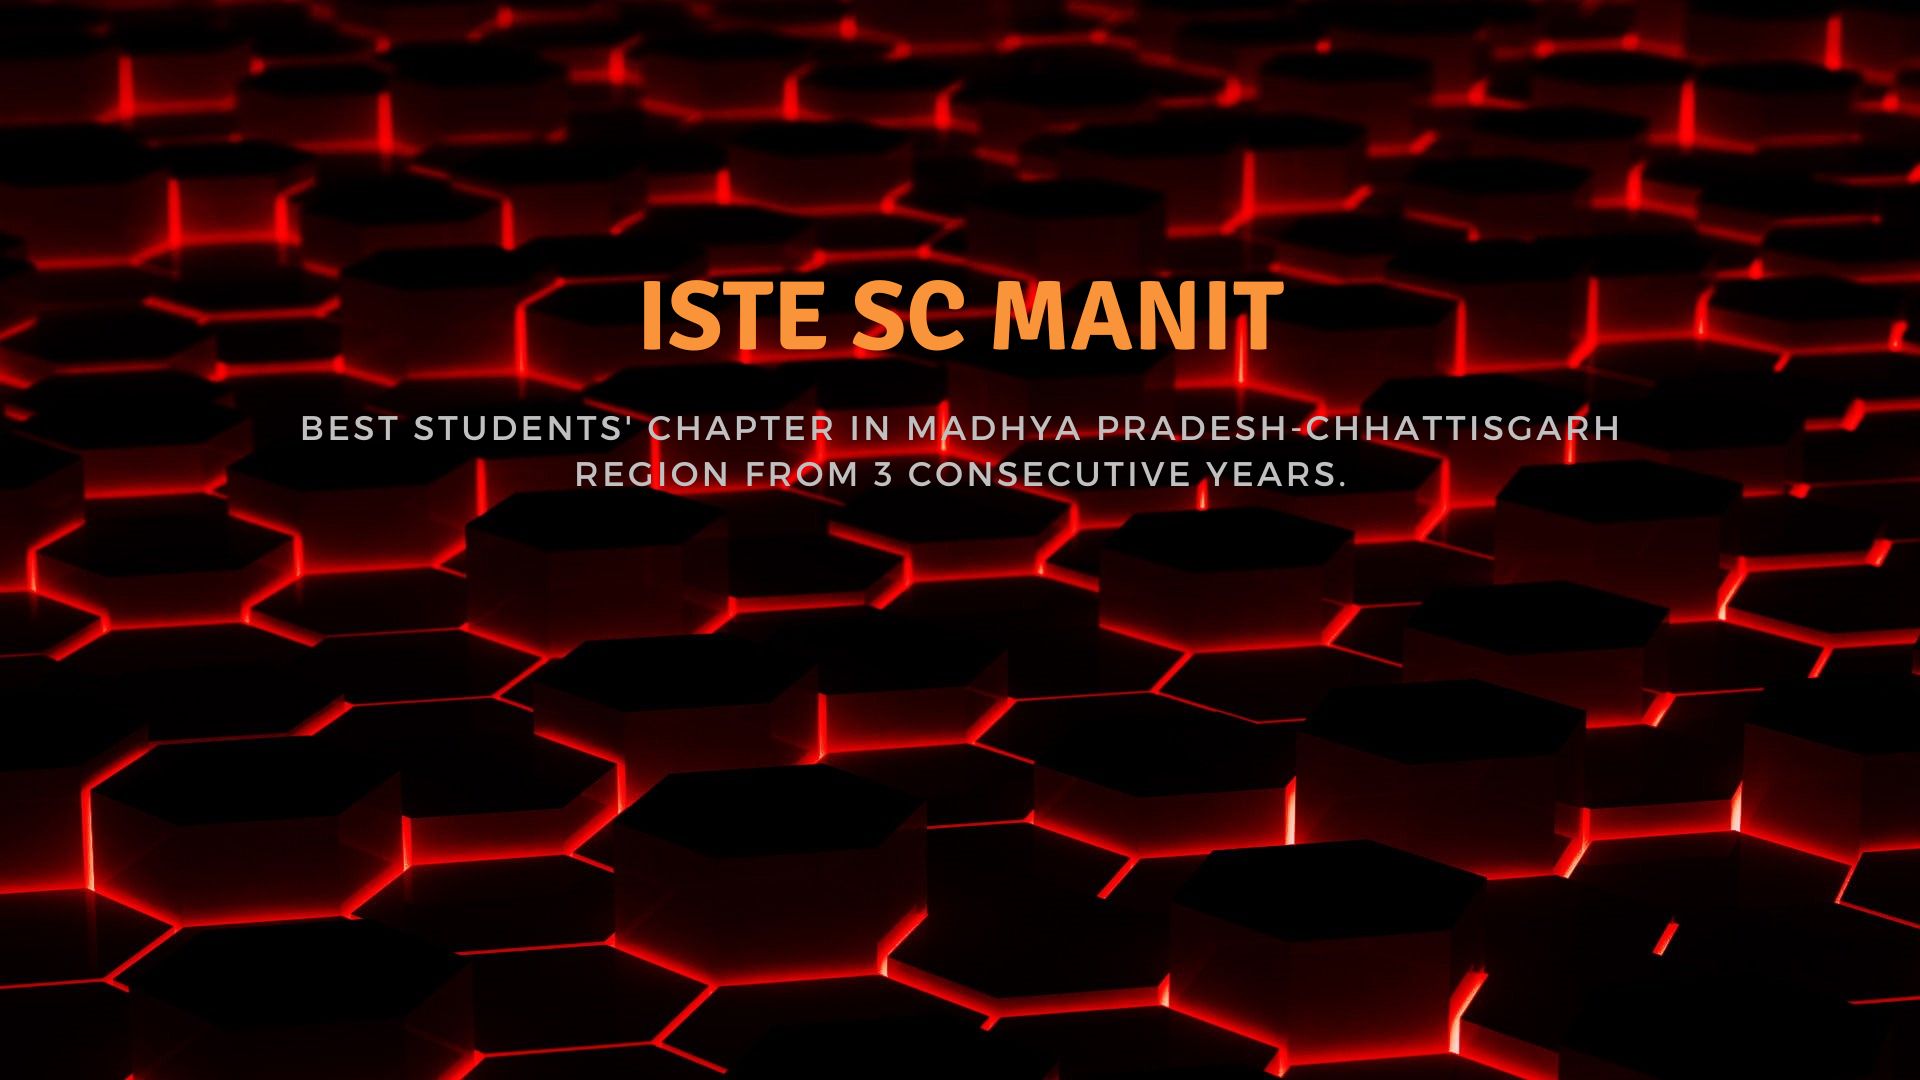 ISTE SC MANIT
BEST STUDENTS' CHAPTER IN MADHYA PRADESH-CHHATTISGARH
REGION FROM 3 CONSECUTIVE YEARS.